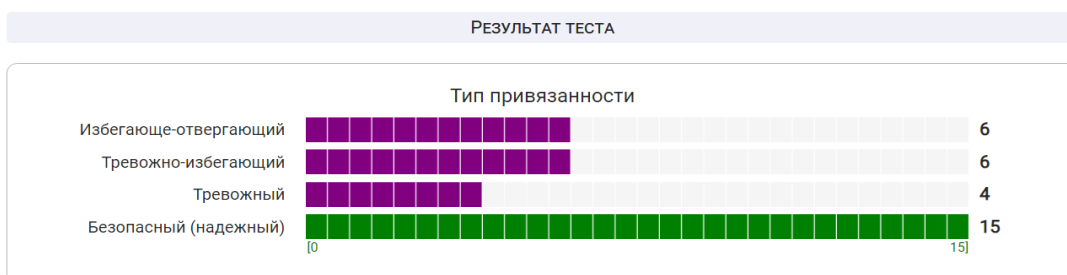 Результат теста
Тип привязанности
Избегающе-отвергающий 6
Тревожно-избегающий 6
Тревожный 4
Безопасный (надежный) 15
[0 15]